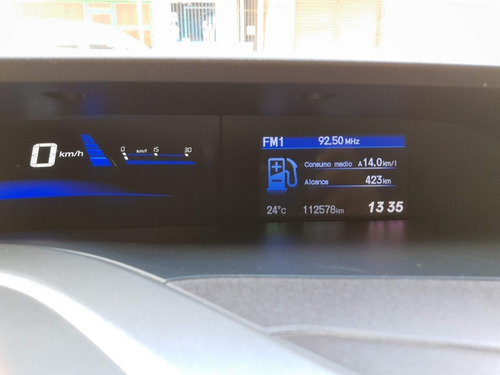 0 km/h
0 km/l 15 30
FM1 92.50 MHz
Consumo medio A14.0 km/l
Alcance 423 km
24°C 112578 km 13 35